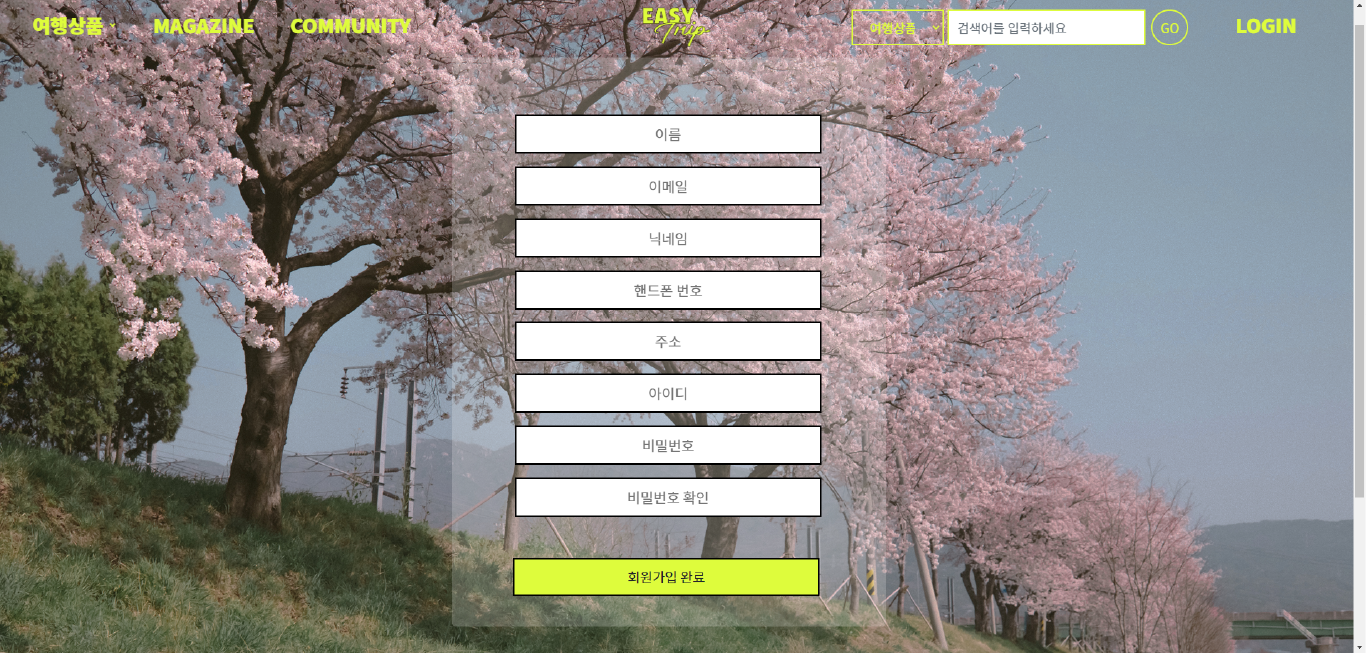 여행상품
MAGAZINE
COMMUNITY
EASY
Trip
여행상품
검색어를 입력하세요
GO
LOGIN
이름
이메일
닉네임
핸드폰 번호
주소
아이디
비밀번호
비밀번호 확인
회원가입 완료